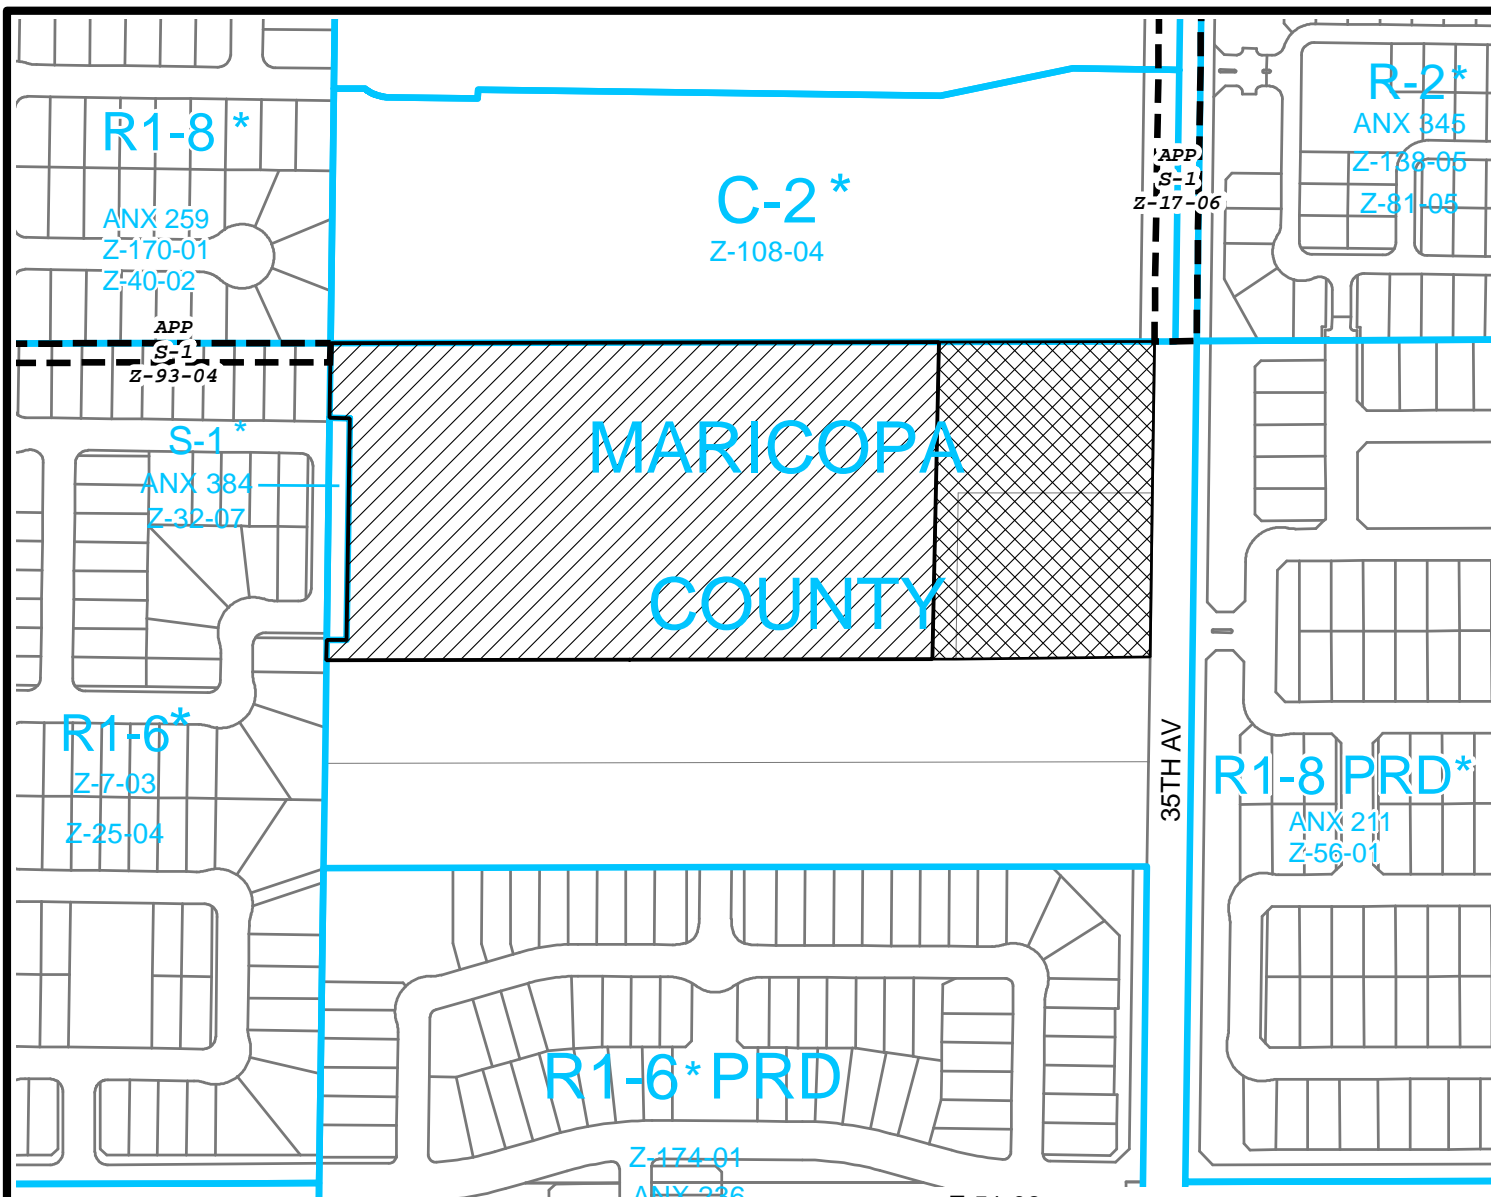 R1-8 *
ANX 259
Z-170-01
Z-40-02
APP
S-1
Z-93-04
C-2 *
Z-108-04
APP
S-1
Z-17-06
R-2 *
ANX 345
Z-138-05
Z-81-05
S-1 *
ANX 384
Z-32-07
MARICOPA
COUNTY
R1-6 *
Z-7-03
Z-25-04
35TH AV
R1-8 PRD*
ANX 211
Z-56-01
R1-6 * PRD
Z-174-01
ANX 236